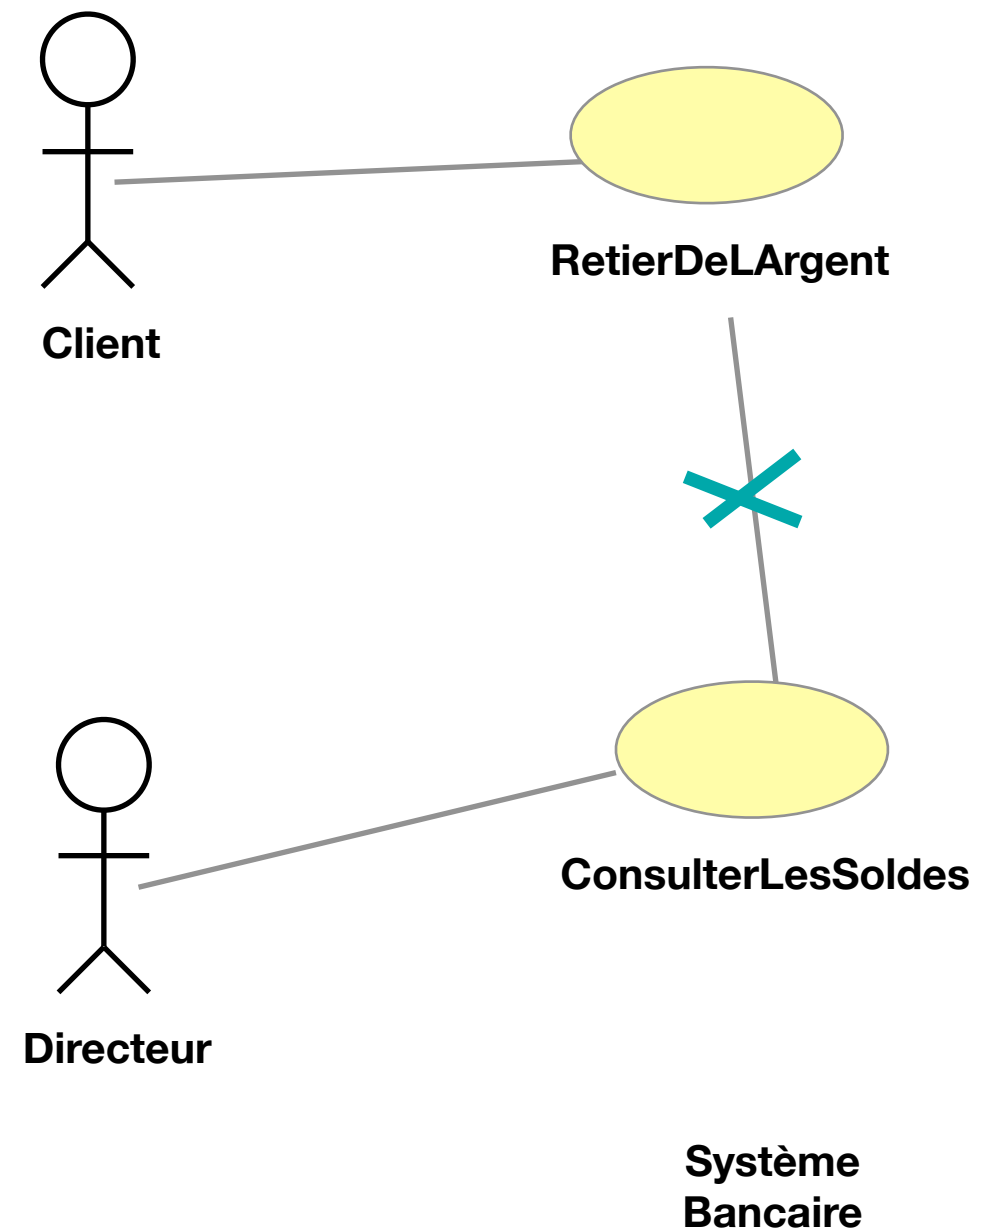 RetierDeLArgent
Client
ConsulterLesSoldes
Directeur
Système
Bancaire